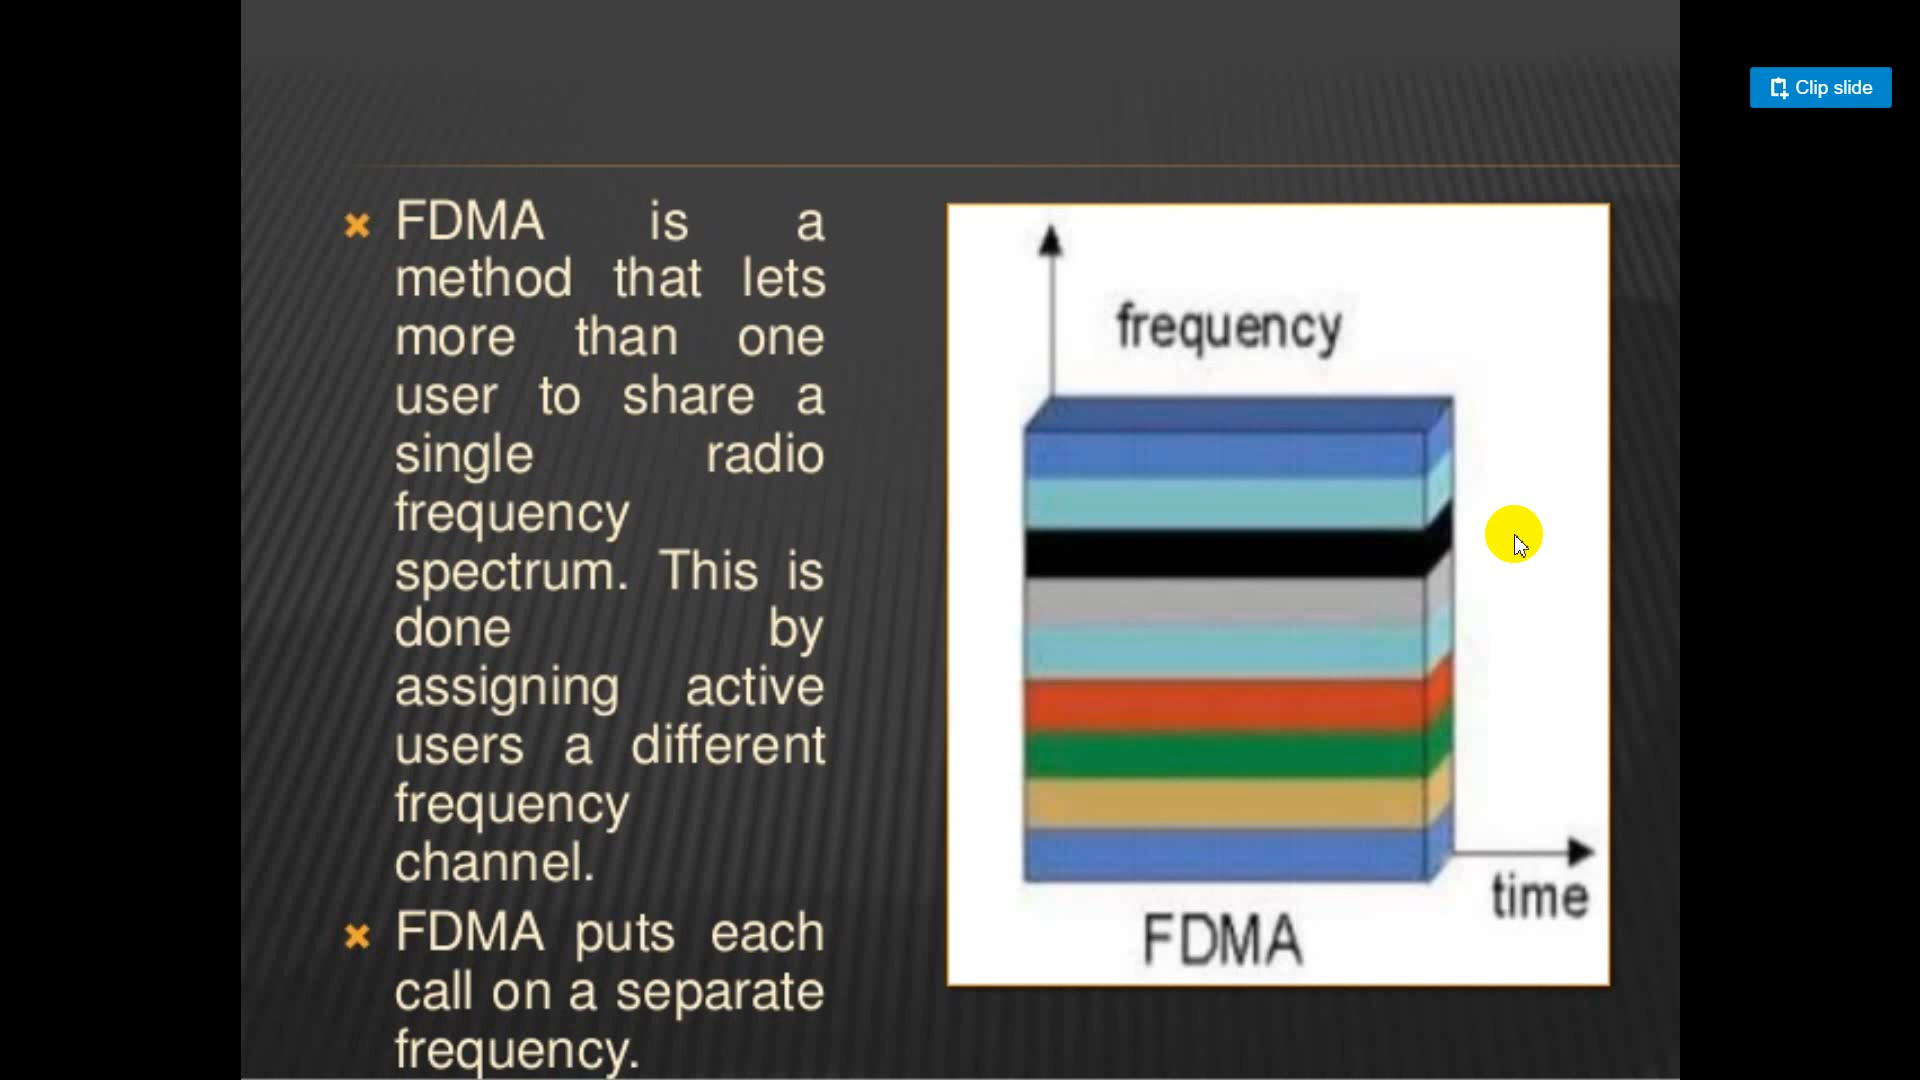 Clip slide
FDMA is a
method that lets
more than one
user to share a
single radio
frequency
spectrum. This is
done by
assigning active
users a different
frequency
channel.
FDMA puts each
call on a separate
frequency.
frequency
time
FDMA